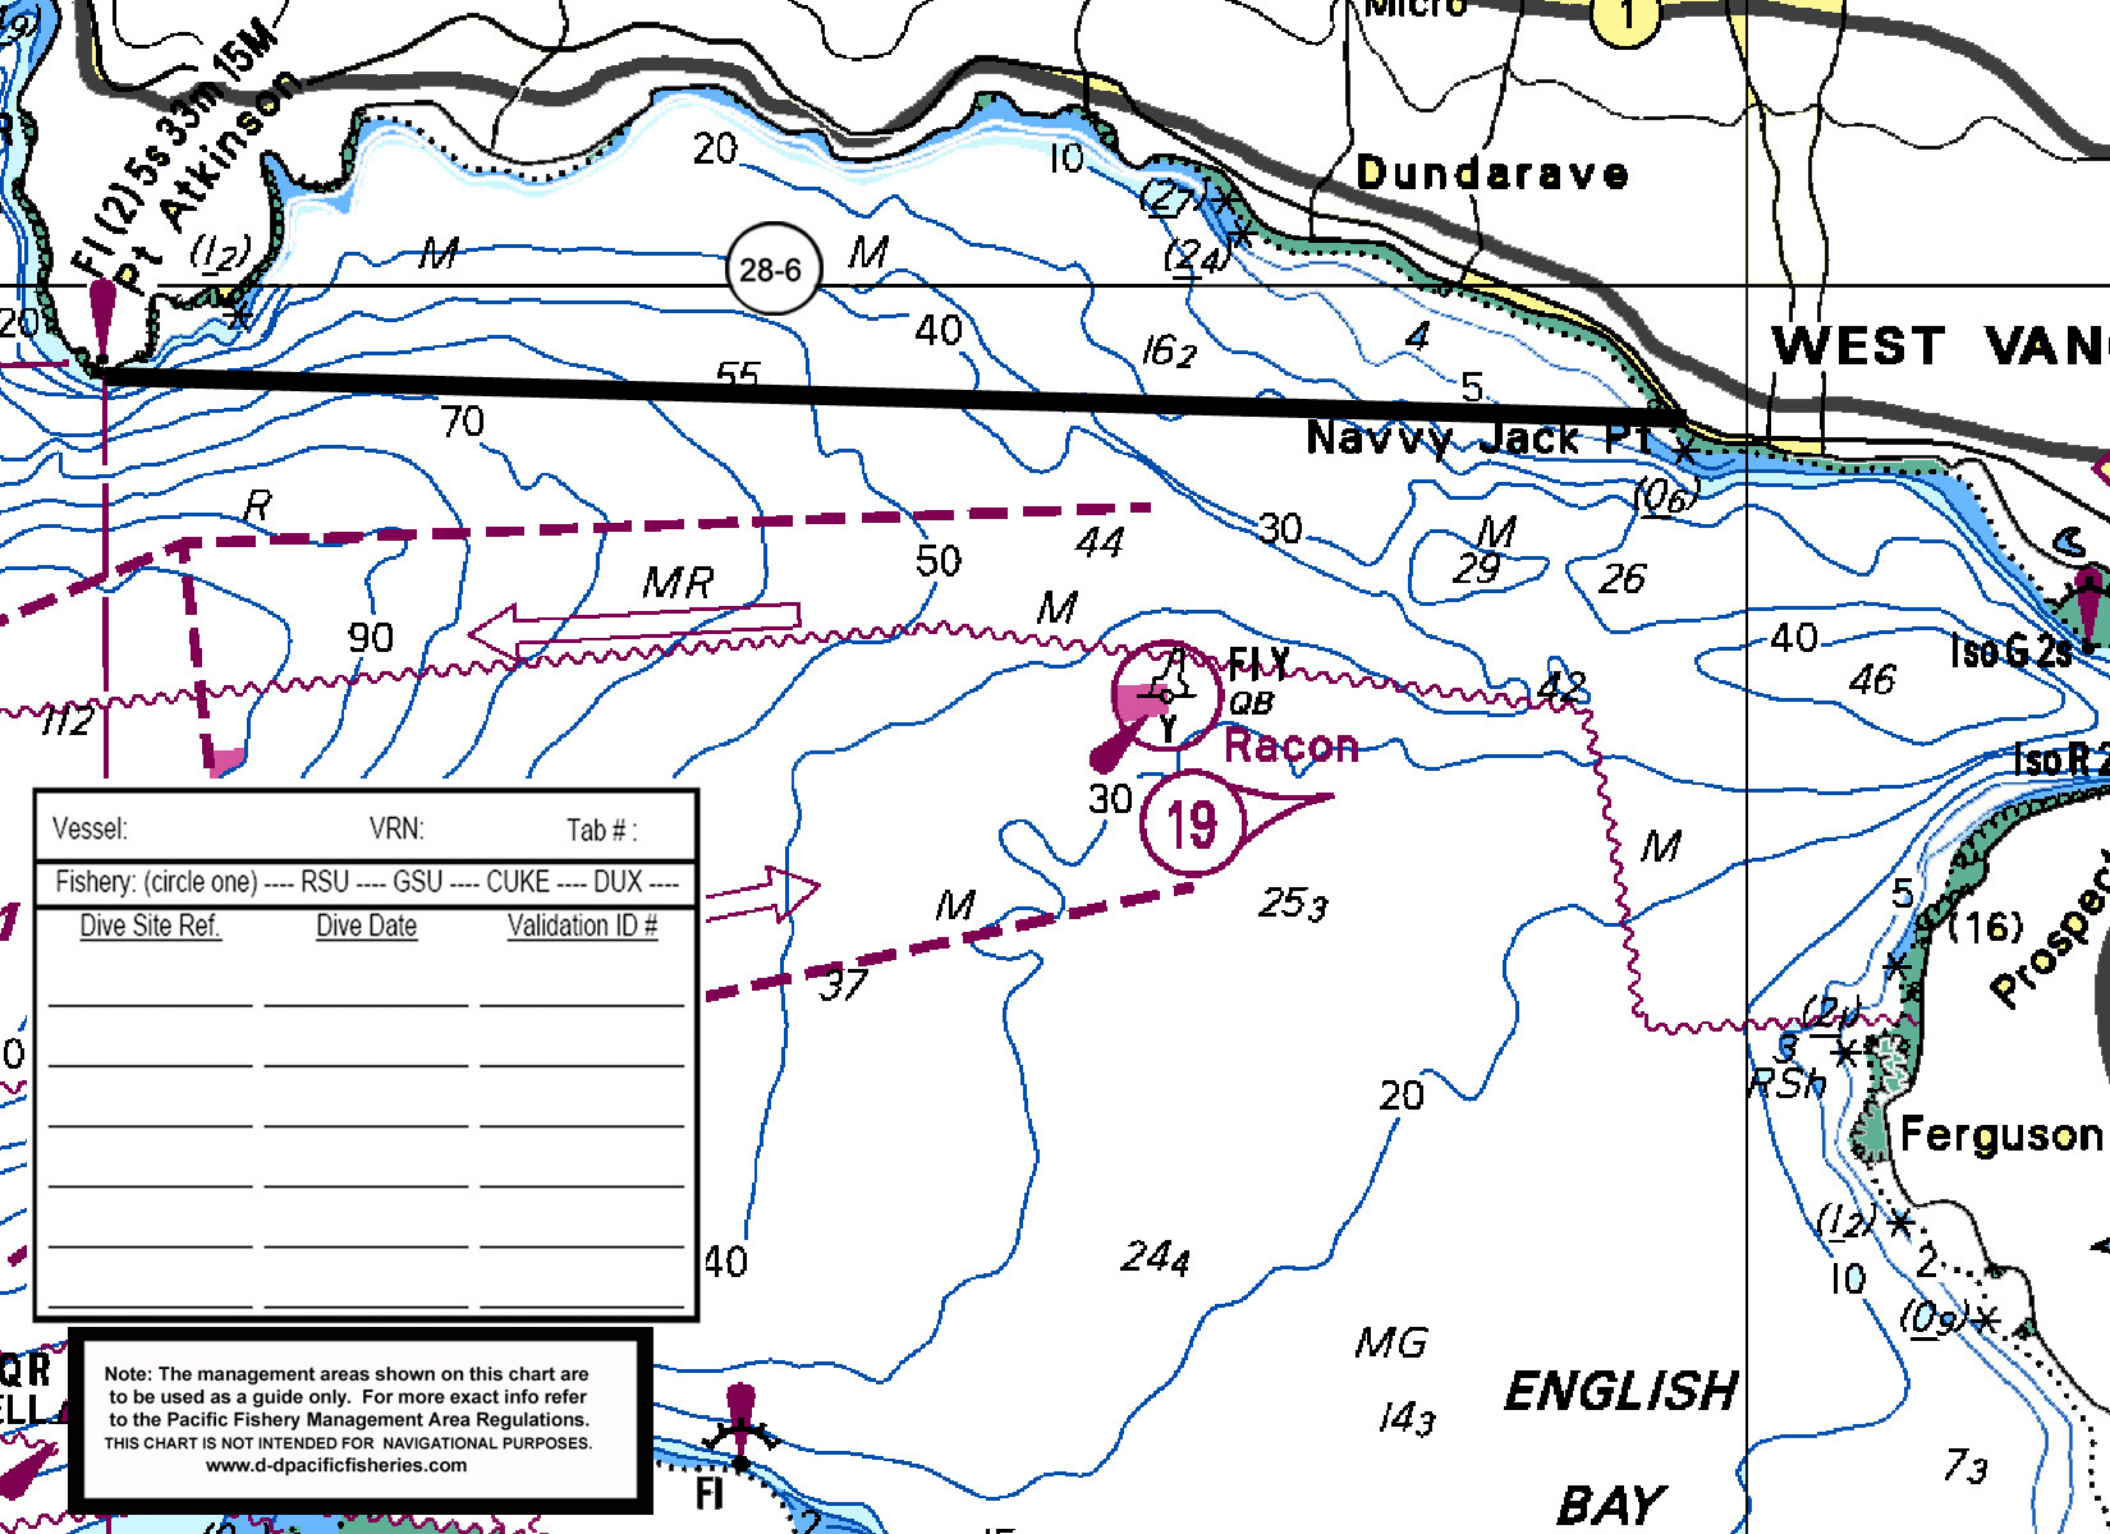 Micro
1
Fl (2) 5s 33m 15M
Pt Atkinson
20
10
Dundarave
(27)
(12)
M
28-6
M
(24)
20
40
162
4
WEST VAN
55
5
70
Navvy Jack Pt
R
(06)
44
30
M
50
29
26
MR
M
90
40
Iso G 2s
46
Fl Y
42
QB
112
Y
Racon
Iso R 2
30
19
Vessel: VRN: Tab # :
M
Fishery: (circle one) ---- RSU ---- GSU ---- CUKE ---- DUX ----
5
M
253
Dive Site Ref. Dive Date Validation ID #
(16)
Prospec
37
3
RSh
20
Ferguson
(12)
40
244
2
10
(09)
MG
QR
Note: The management areas shown on this chart are
to be used as a guide only. For more exact info refer
to the Pacific Fishery Management Area Regulations.
THIS CHART IS NOT INTENDED FOR NAVIGATIONAL PURPOSES.
www.d-dpacificfisheries.com
ENGLISH
143
73
Fl
BAY
2